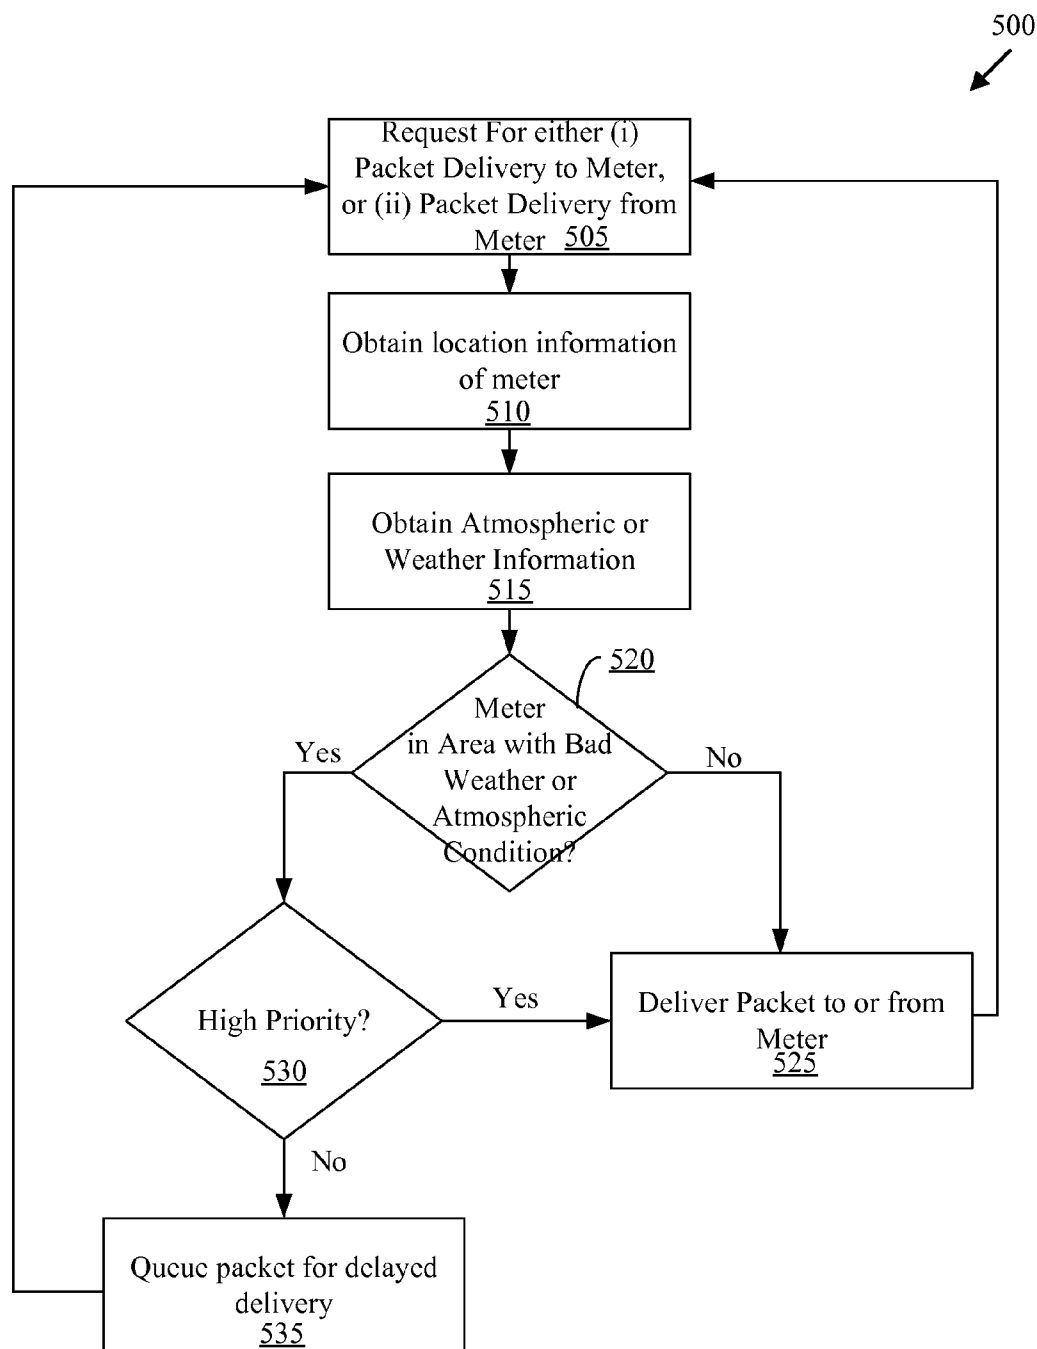 500
Request For either (i)
Packet Delivery to Meter,
or (ii) Packet Delivery from
Meter 505
Obtain location information
of meter
510
Obtain Atmospheric or
Weather Information
515
520
Meter
in Area with Bad
Weather or
Atmospheric
Condition?
Yes
No
High Priority?
530
Yes
Deliver Packet to or from
Meter
525
No
Queue packet for delayed
delivery
535